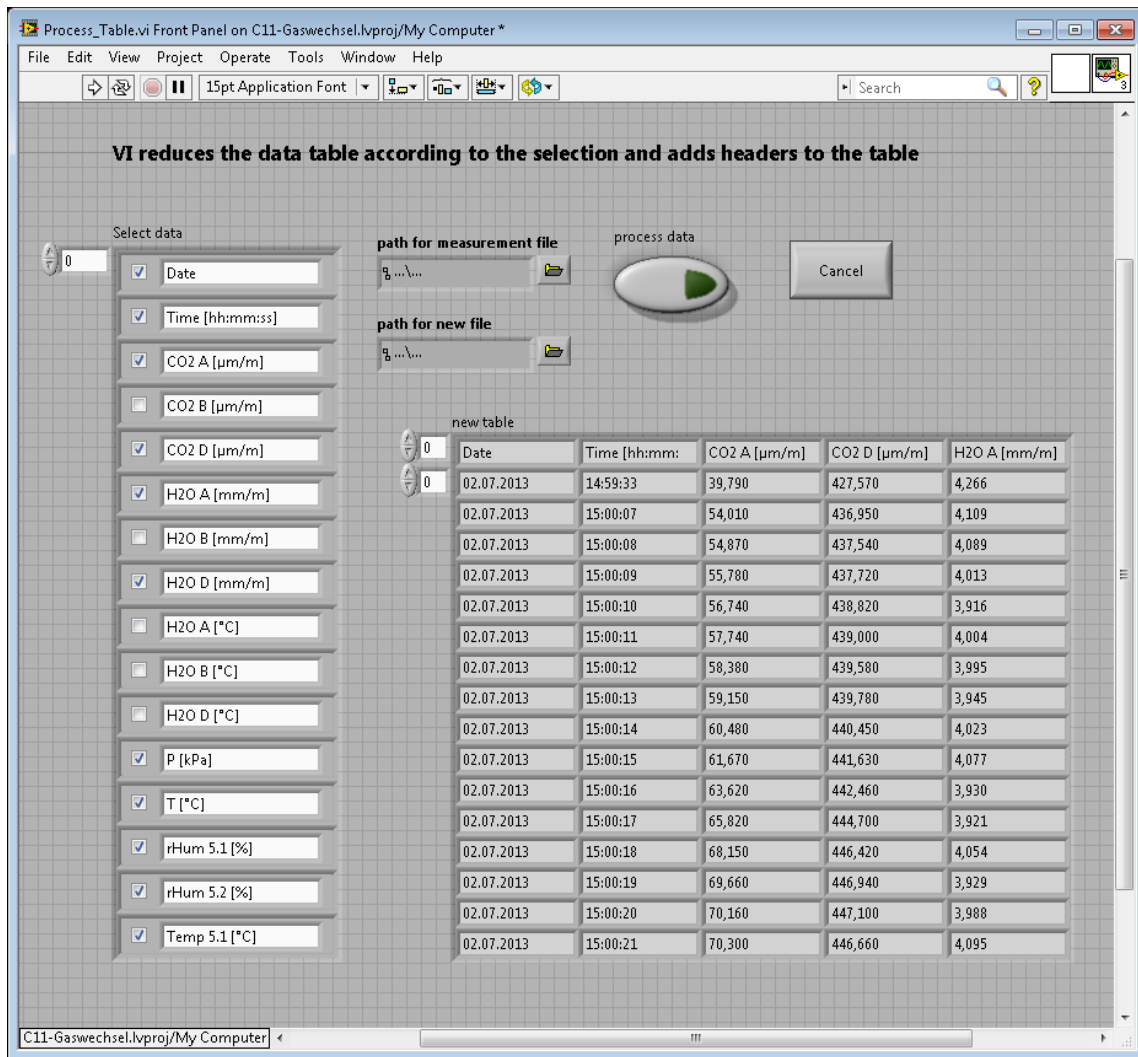 Process_Table.vi Front Panel on C11-Gaswechsel.lvproj/My Computer *
File Edit View Project Operate Tools Window Help
15pt Application Font
Search
3
VI reduces the data table according to the selection and adds headers to the table
Select data
0
Date
Time [hh:mm:ss]
CO2 A [µm/m]
CO2 B [µm/m]
CO2 D [µm/m]
H2O A [mm/m]
H2O B [mm/m]
H2O D [mm/m]
H2O A [°C]
H2O B [°C]
H2O D [°C]
P [kPa]
T [°C]
rHum 5.1 [%]
rHum 5.2 [%]
Temp 5.1 [°C]
path for measurement file
...\...
path for new file
...\...
process data
Cancel
new table
0
0
Date Time [hh:mm: CO2 A [µm/m] CO2 D [µm/m] H2O A [mm/m]
02.07.2013 14:59:33 39,790 427,570 4,266
02.07.2013 15:00:07 54,010 436,950 4,109
02.07.2013 15:00:08 54,870 437,540 4,089
02.07.2013 15:00:09 55,780 437,720 4,013
02.07.2013 15:00:10 56,740 438,820 3,916
02.07.2013 15:00:11 57,740 439,000 4,004
02.07.2013 15:00:12 58,380 439,580 3,995
02.07.2013 15:00:13 59,150 439,780 3,945
02.07.2013 15:00:14 60,480 440,450 4,023
02.07.2013 15:00:15 61,670 441,630 4,077
02.07.2013 15:00:16 63,620 442,460 3,930
02.07.2013 15:00:17 65,820 444,700 3,921
02.07.2013 15:00:18 68,150 446,420 4,054
02.07.2013 15:00:19 69,660 446,940 3,929
02.07.2013 15:00:20 70,160 447,100 3,988
02.07.2013 15:00:21 70,300 446,660 4,095
C11-Gaswechsel.lvproj/My Computer